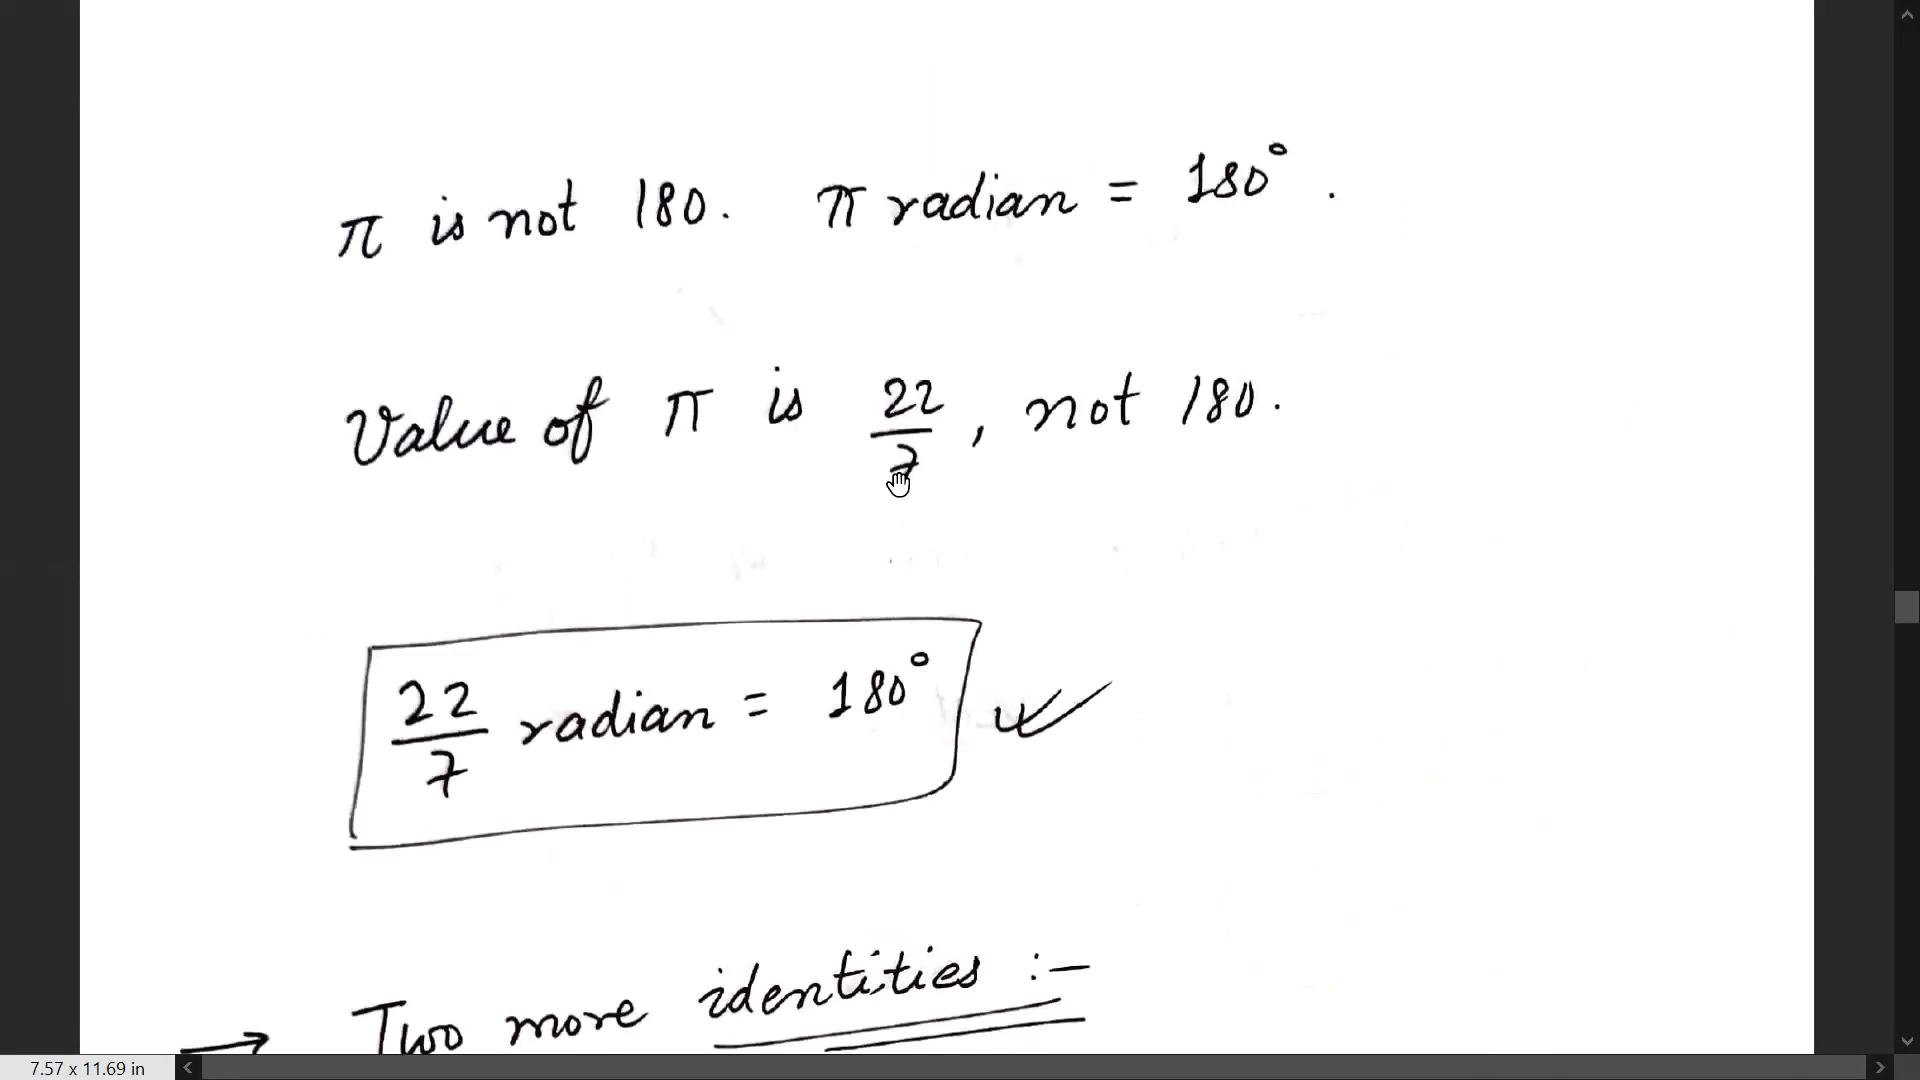 π is not 180. π radian = 180°.
Value of π is 22/7, not 180.
22/7 radian = 180°
→ Two more identities :-
7.57 x 11.69 in